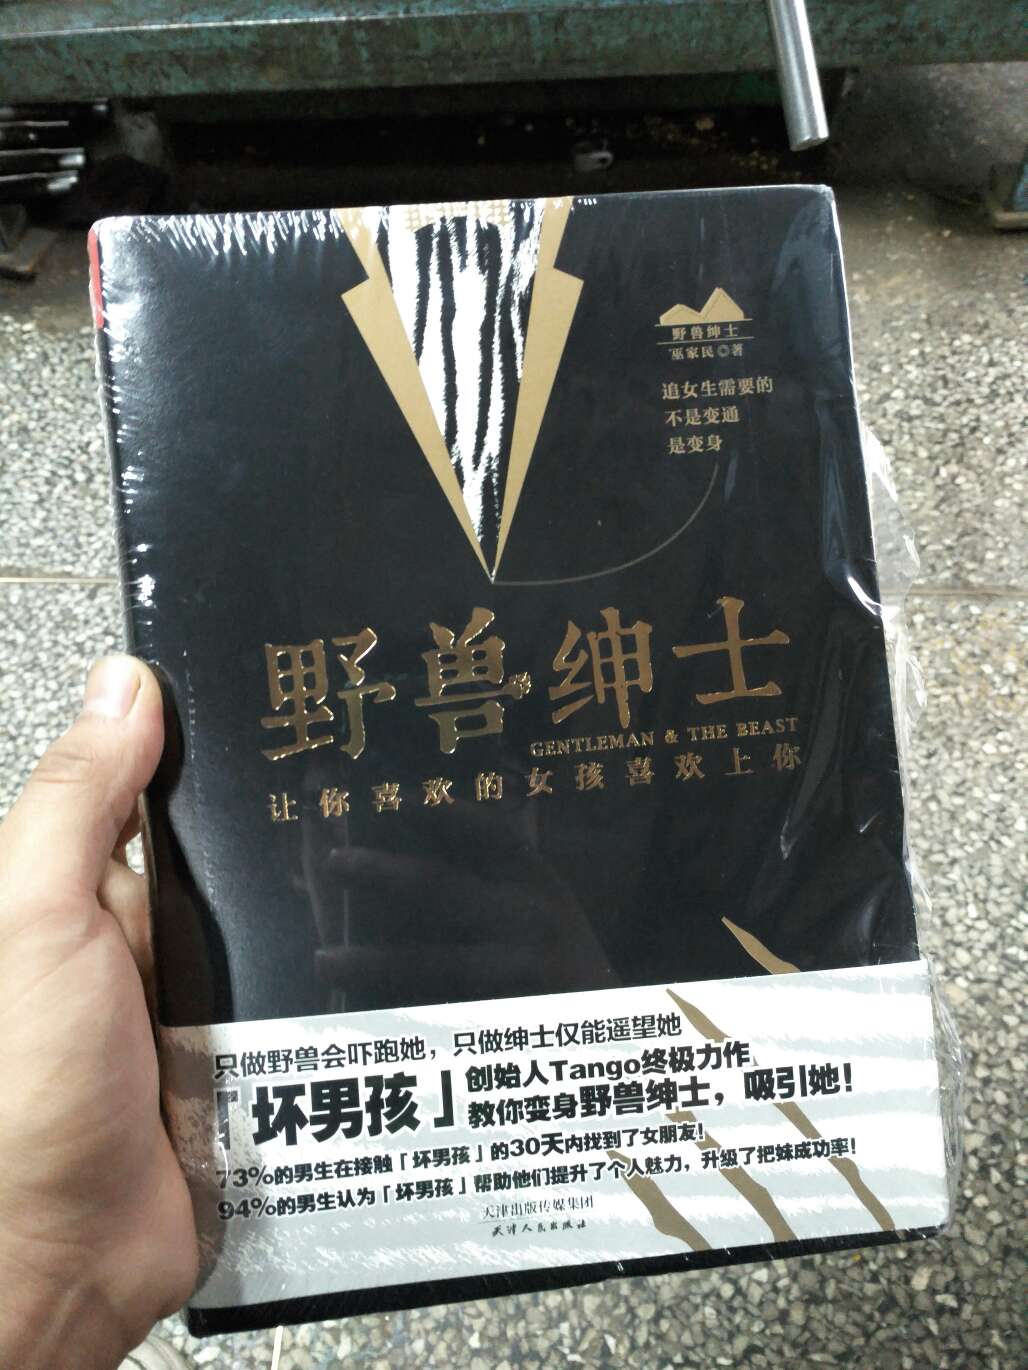 野兽绅士
巫家民◎著
追女生需要的
不是变通
是变身
野兽绅士
GENTLEMAN & THE BEAST
让你喜欢的女孩喜欢上你
只做野兽会吓跑她，只做绅士仅能遥望她
「坏男孩」创始人Tango终极力作，
教你变身野兽绅士，吸引她！
73%的男生在接触「坏男孩」的30天内找到了女朋友！
94%的男生认为「坏男孩」帮助他们提升了个人魅力，升级了把妹成功率！
天津出版传媒集团
天津人民出版社